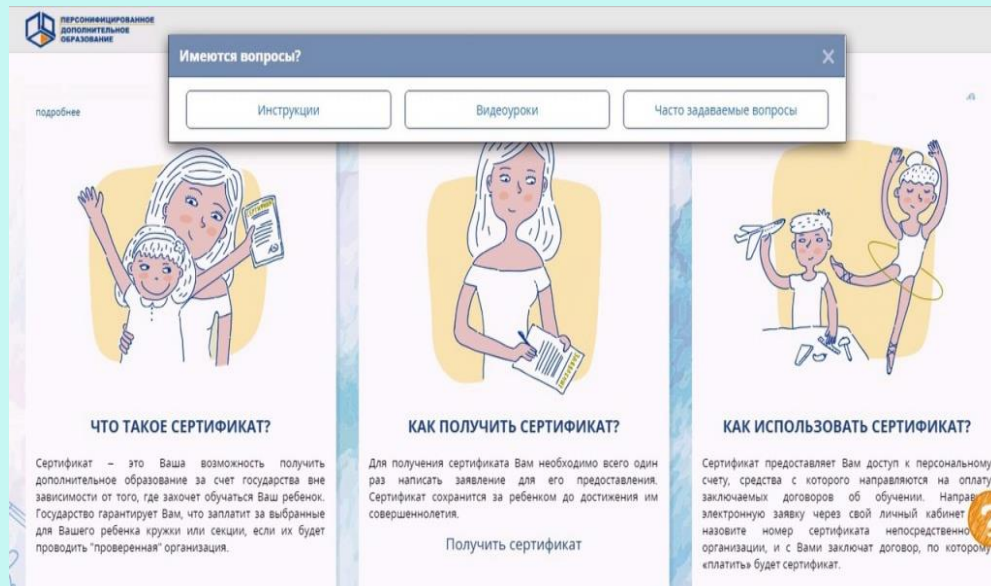 ПЕРСОНИФИЦИРОВАННОЕ
ДОПОЛНИТЕЛЬНОЕ
ОБРАЗОВАНИЕ
Имеются вопросы?
Инструкции
Видеоуроки
Часто задаваемые вопросы
подробнее
ЧТО ТАКОЕ СЕРТИФИКАТ?
Сертификат – это Ваша возможность получить
дополнительное образование за счет государства вне
зависимости от того, где захочет обучаться Ваш ребенок.
Государство гарантирует Вам, что заплатит за выбранные
для Вашего ребенка кружки или секции, если их будет
проводить "проверенная" организация.
КАК ПОЛУЧИТЬ СЕРТИФИКАТ?
Для получения сертификата Вам необходимо всего один
раз написать заявление для его предоставления.
Сертификат сохранится за ребенком до достижения им
совершеннолетия.
Получить сертификат
КАК ИСПОЛЬЗОВАТЬ СЕРТИФИКАТ?
Сертификат предоставляет Вам доступ к персональному
счету, средства с которого направляются на оплату
заключаемых договоров об обучении.
электронную заявку через свой личный кабинет
назовите номер сертификата непосредственно
организации, и с Вами заключат договор, по которому
«платить» будет сертификат.